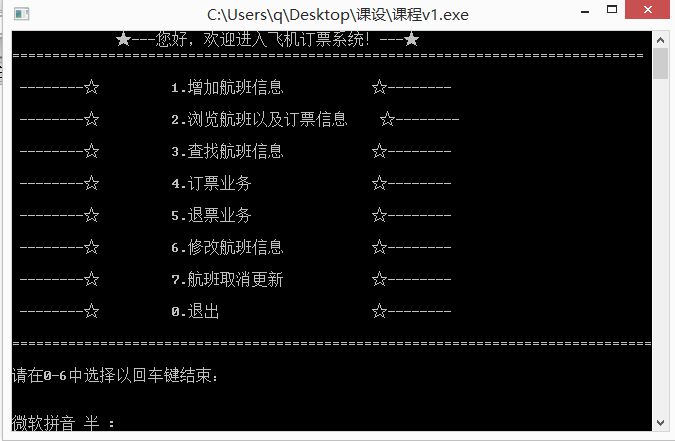 C:\Users\q\Desktop\课设\课程v1.exe
★---您好，欢迎进入飞机订票系统！---★
================================================================================
--------☆ 1.增加航班信息 ☆--------
--------☆ 2.浏览航班以及订票信息 ☆--------
--------☆ 3.查找航班信息 ☆--------
--------☆ 4.订票业务 ☆--------
--------☆ 5.退票业务 ☆--------
--------☆ 6.修改航班信息 ☆--------
--------☆ 7.航班取消更新 ☆--------
--------☆ 0.退出 ☆--------
================================================================================
请在0-6中选择以回车键结束：
微软拼音 半 ：